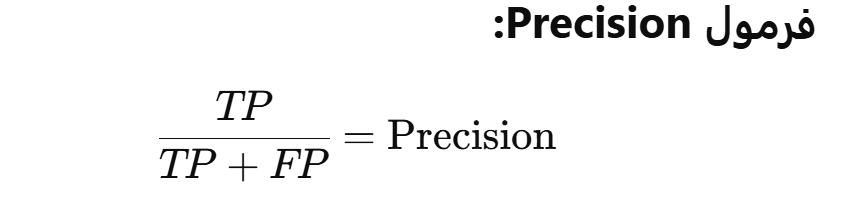 فرمول Precision:
TP
TP + FP
= Precision